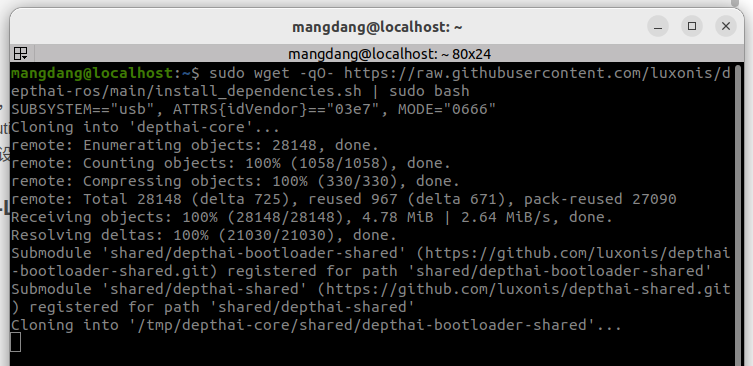 mangdang@localhost: ~
mangdang@localhost: ~ 80x24
mangdang@localhost:~$ sudo wget -qO- https://raw.githubusercontent.com/luxonis/d
epthai-ros/main/install_dependencies.sh | sudo bash
SUBSYSTEM=="usb", ATTRS{idVendor}=="03e7", MODE="0666"
Cloning into 'depthai-core'...
remote: Enumerating objects: 28148, done.
remote: Counting objects: 100% (1058/1058), done.
remote: Compressing objects: 100% (330/330), done.
remote: Total 28148 (delta 725), reused 967 (delta 671), pack-reused 27090
Receiving objects: 100% (28148/28148), 4.78 MiB | 2.64 MiB/s, done.
Resolving deltas: 100% (21030/21030), done.
Submodule 'shared/depthai-bootloader-shared' (https://github.com/luxonis/depthai
-bootloader-shared.git) registered for path 'shared/depthai-bootloader-shared'
Submodule 'shared/depthai-shared' (https://github.com/luxonis/depthai-shared.git
) registered for path 'shared/depthai-shared'
Cloning into '/tmp/depthai-core/shared/depthai-bootloader-shared'...